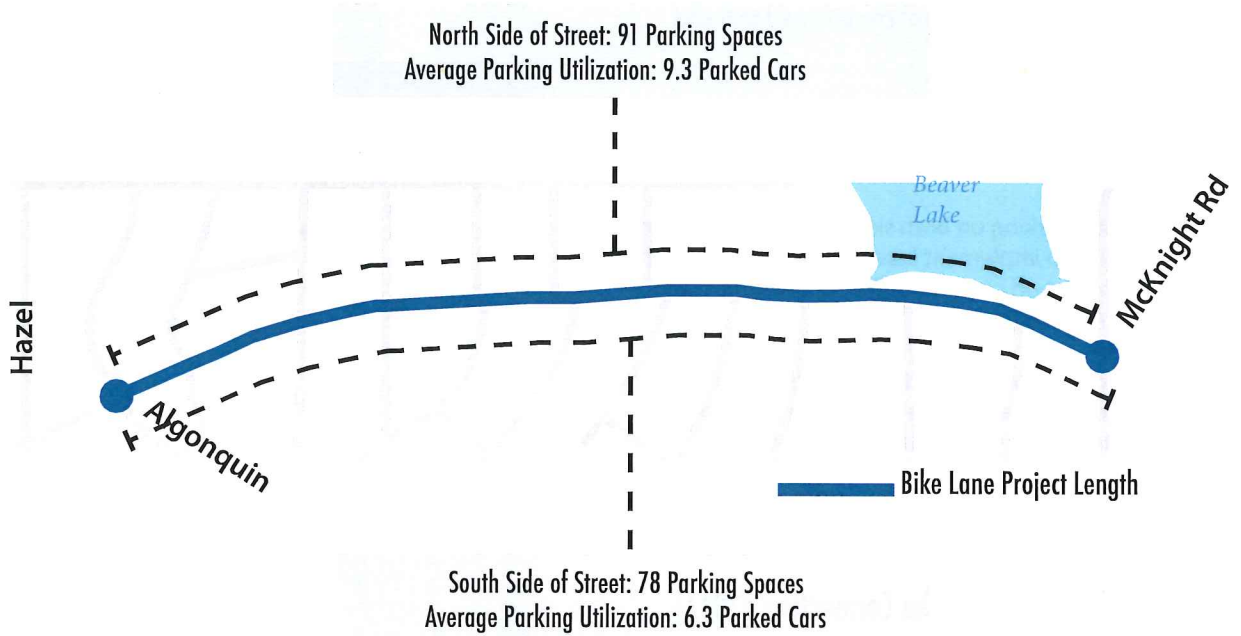 North Side of Street: 91 Parking Spaces
Average Parking Utilization: 9.3 Parked Cars
Beaver
Lake
McKnight Rd
Hazel
Algonquin
Bike Lane Project Length
South Side of Street: 78 Parking Spaces
Average Parking Utilization: 6.3 Parked Cars